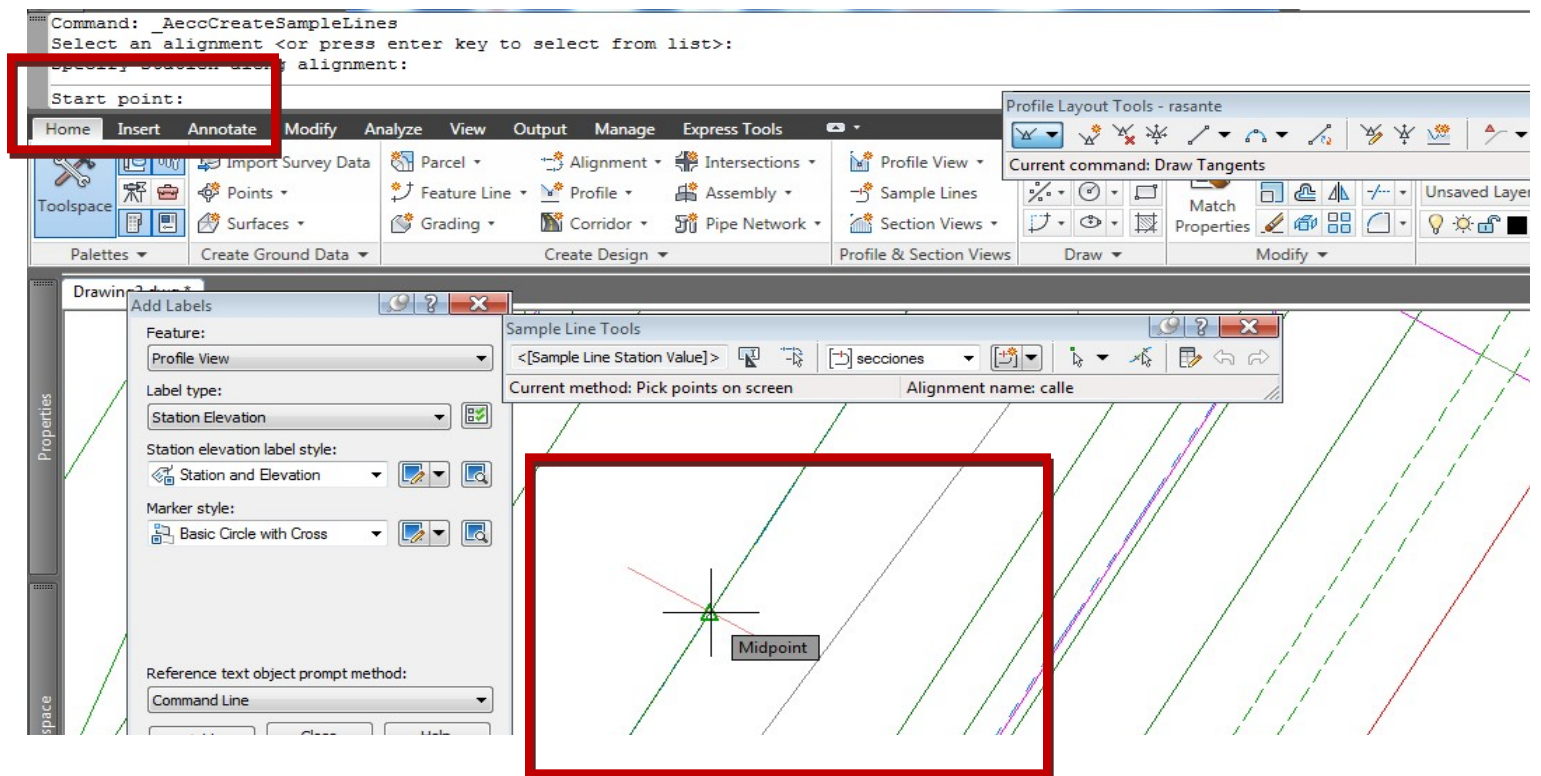 Command: _AeccCreateSampleLines
Select an alignment <or press enter key to select from list>:
Specify station along alignment:
Start point:
Profile Layout Tools - rasante
Home Insert Annotate Modify Analyze View Output Manage Express Tools
Current command: Draw Tangents
Toolspace
Import Survey Data
Points
Surfaces
Parcel
Feature Line
Grading
Alignment
Profile
Corridor
Intersections
Assembly
Pipe Network
Profile View
Sample Lines
Section Views
Match
Properties
Unsaved Layer
Palettes
Create Ground Data
Create Design
Profile & Section Views
Draw
Modify
Add Labels
Feature:
Profile View
Label type:
Station Elevation
Station elevation label style:
Station and Elevation
Marker style:
Basic Circle with Cross
Reference text object prompt method:
Command Line
Close
Help
Sample Line Tools
<[Sample Line Station Value]>
secciones
Current method: Pick points on screen
Alignment name: calle
Properties
Midpoint